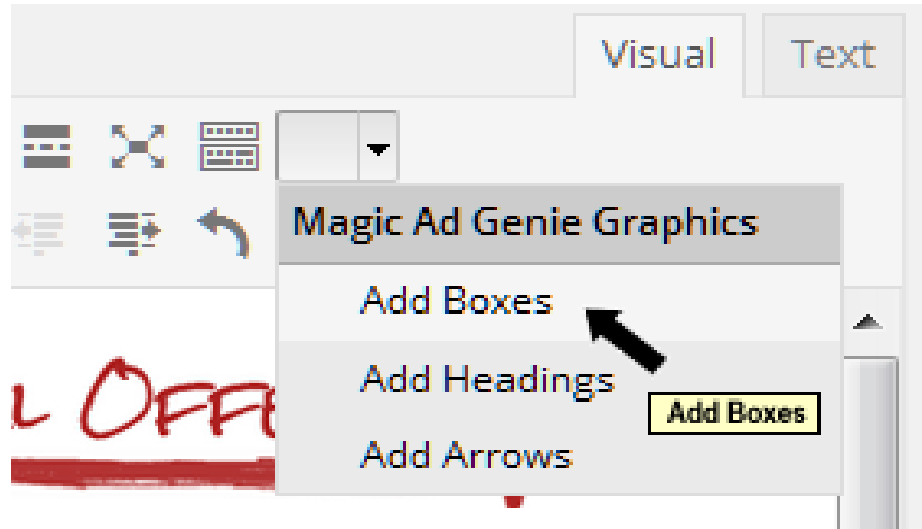 Visual Text
Magic Ad Genie Graphics
Add Boxes
Add Headings
Add Boxes
Add Arrows